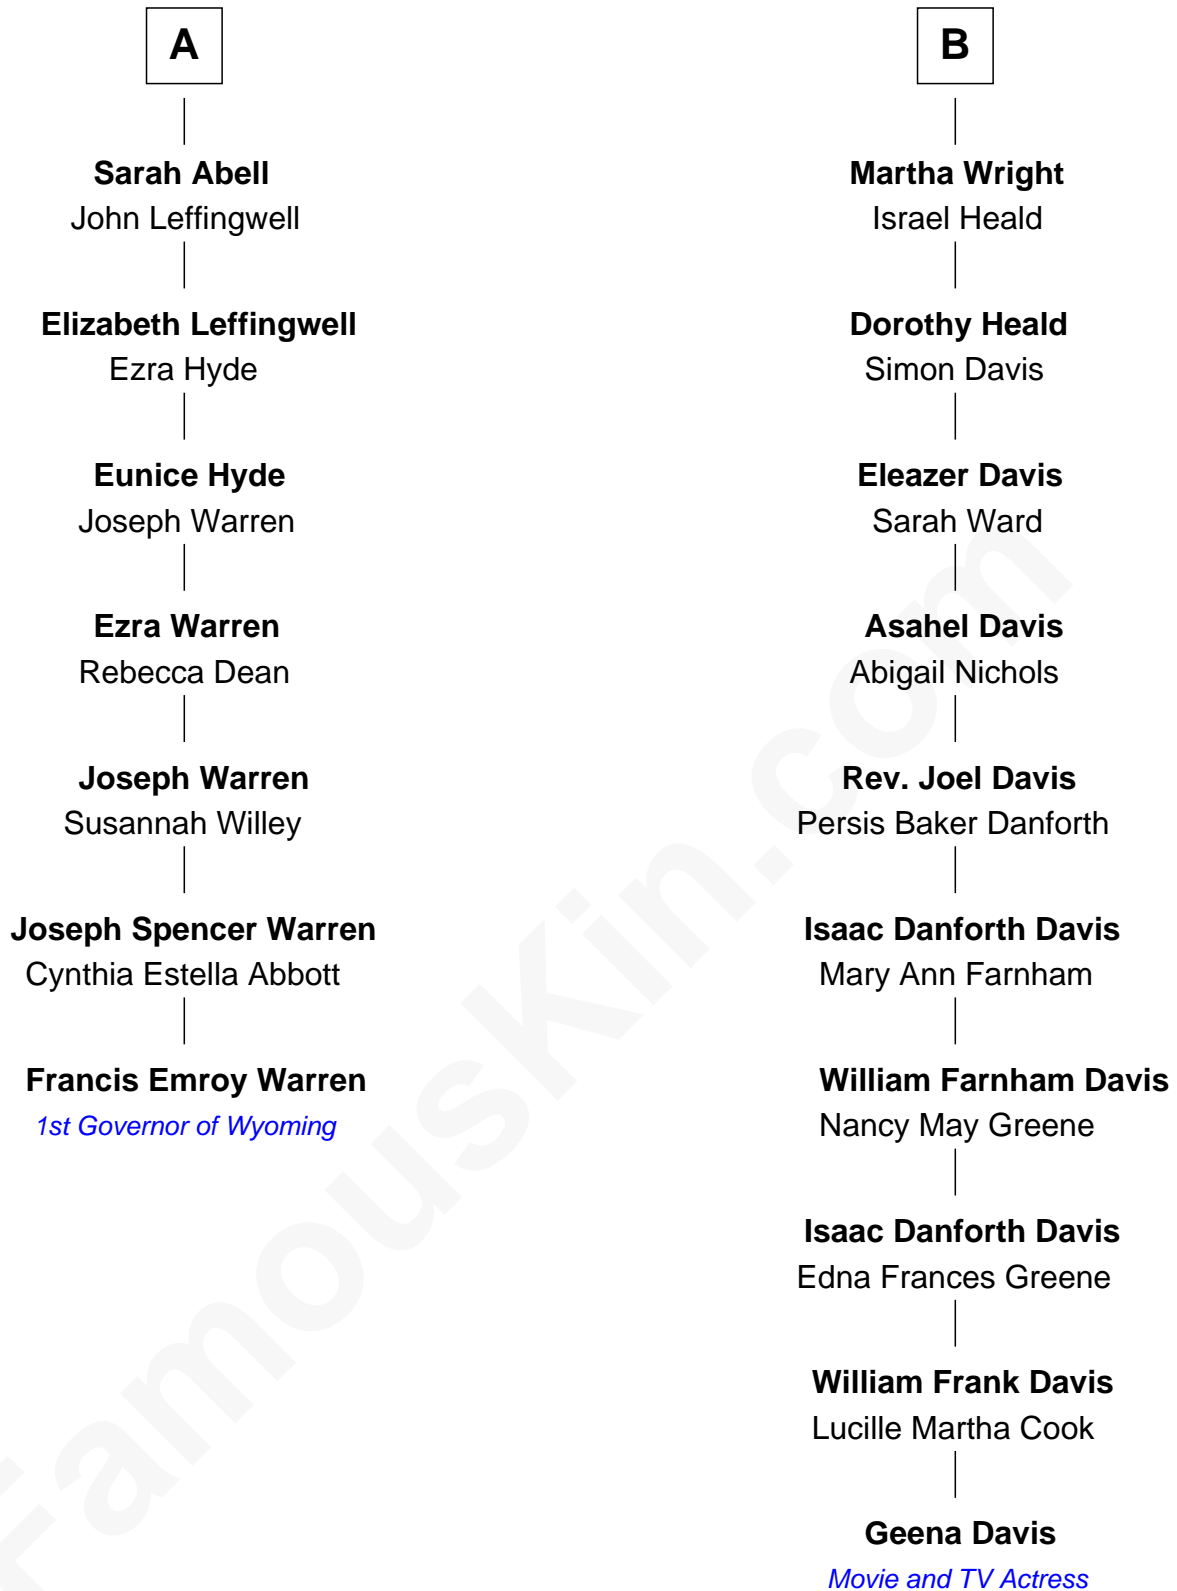 A
Sarah Abell
John Leffingwell
Elizabeth Leffingwell
Ezra Hyde
Eunice Hyde
Joseph Warren
Ezra Warren
Rebecca Dean
Joseph Warren
Susannah Willey
Joseph Spencer Warren
Cynthia Estella Abbott
Francis Emroy Warren
1st Governor of Wyoming
B
Martha Wright
Israel Heald
Dorothy Heald
Simon Davis
Eleazer Davis
Sarah Ward
Asahel Davis
Abigail Nichols
Rev. Joel Davis
Persis Baker Danforth
Isaac Danforth Davis
Mary Ann Farnham
William Farnham Davis
Nancy May Greene
Isaac Danforth Davis
Edna Frances Greene
William Frank Davis
Lucille Martha Cook
Geena Davis
Movie and TV Actress
FamousKin.com